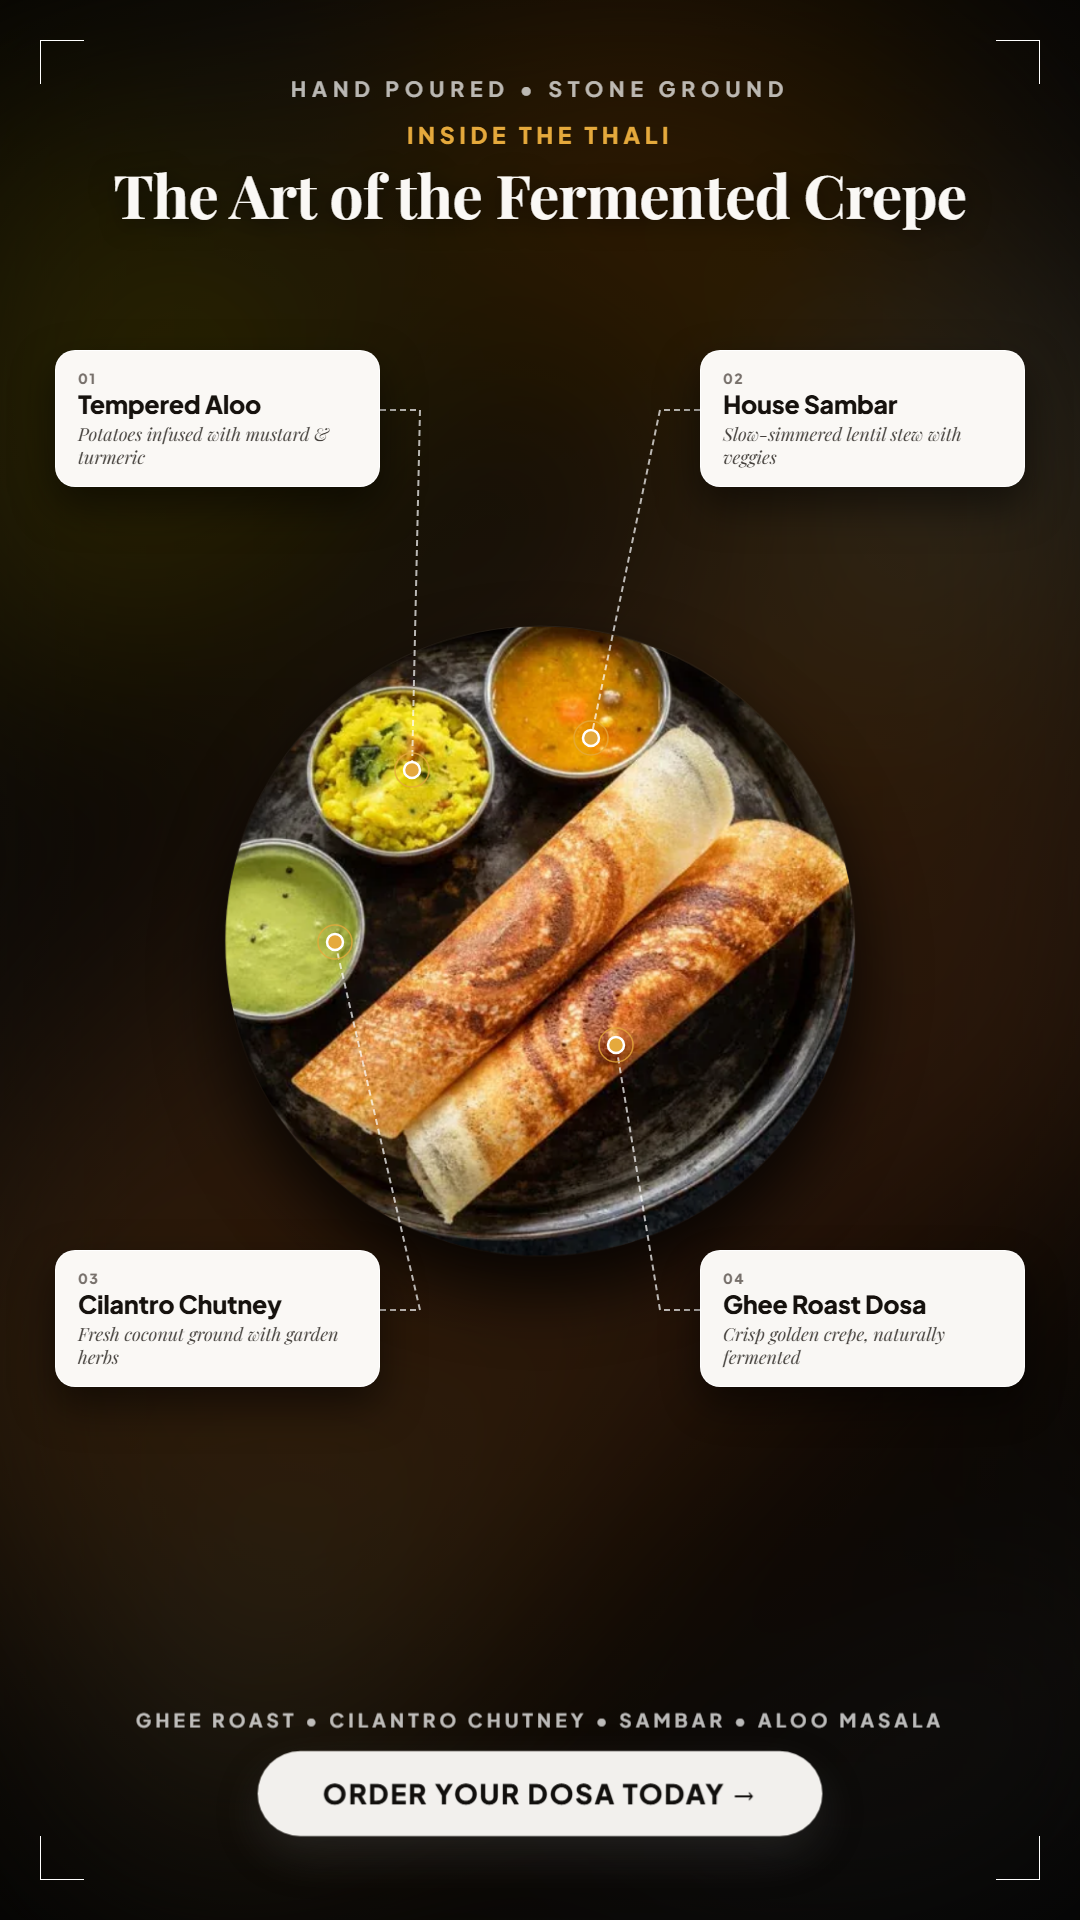 HAND POURED • STONE GROUND
INSIDE THE THALI
The Art of the Fermented Crepe
01
Tempered Aloo
Potatoes infused with mustard &
turmeric
02
House Sambar
Slow-simmered lentil stew with
veggies
03
Cilantro Chutney
Fresh coconut ground with garden
herbs
04
Ghee Roast Dosa
Crisp golden crepe, naturally
fermented
GHEE ROAST • CILANTRO CHUTNEY • SAMBAR • ALOO MASALA
ORDER YOUR DOSA TODAY →